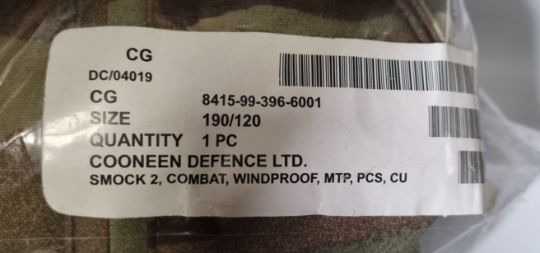 CG
DC/04019
CG 8415-99-396-6001
SIZE 190/120
QUANTITY 1 PC
COONEEN DEFENCE LTD.
SMOCK 2, COMBAT, WINDPROOF, MTP, PCS, CU